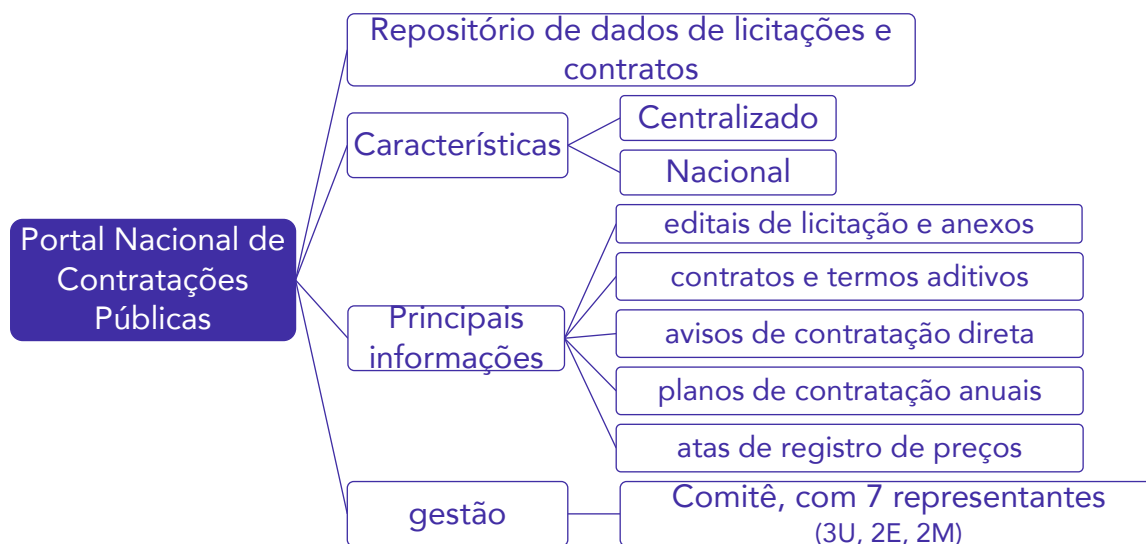 Repositório de dados de licitações e
contratos
Características
Centralizado
Nacional
Portal Nacional de
Contratações
Públicas
Principais
informações
editais de licitação e anexos
contratos e termos aditivos
avisos de contratação direta
planos de contratação anuais
atas de registro de preços
gestão
Comitê, com 7 representantes
(3U, 2E, 2M)